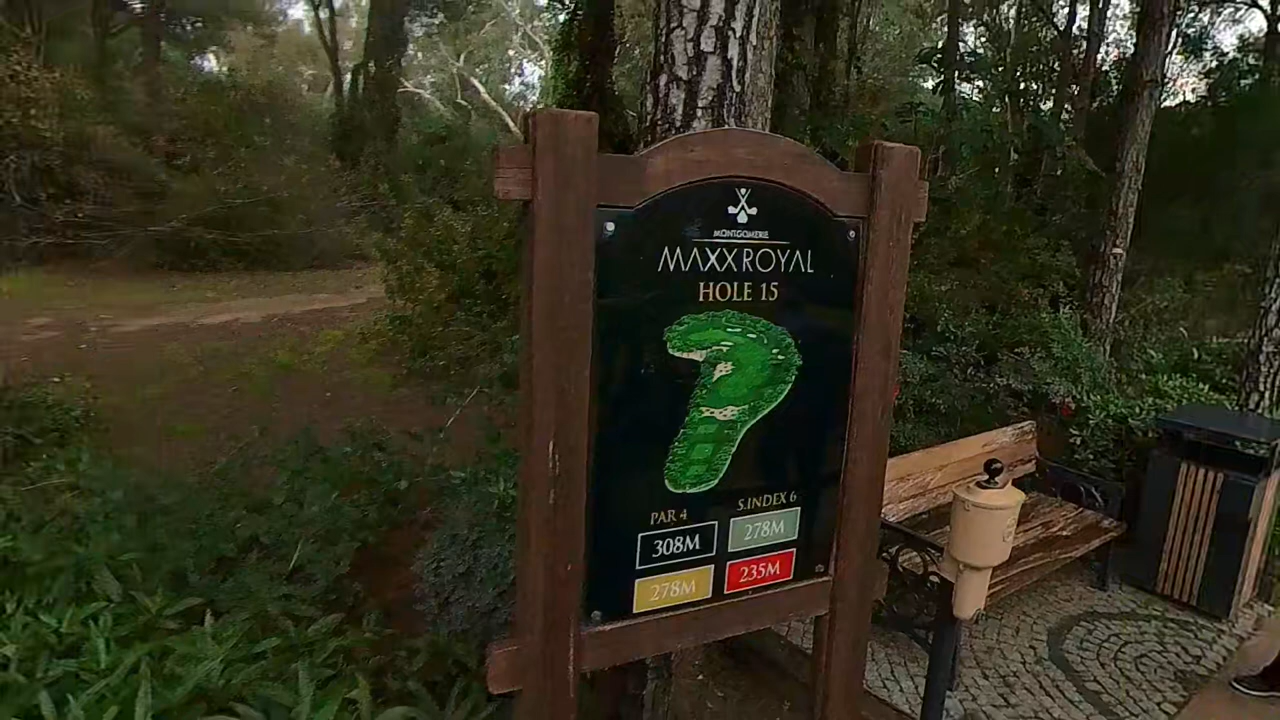 MONTGOMERIE
MAXX ROYAL
HOLE 15
PAR 4
S.INDEX 6
308M
278M
278M
235M